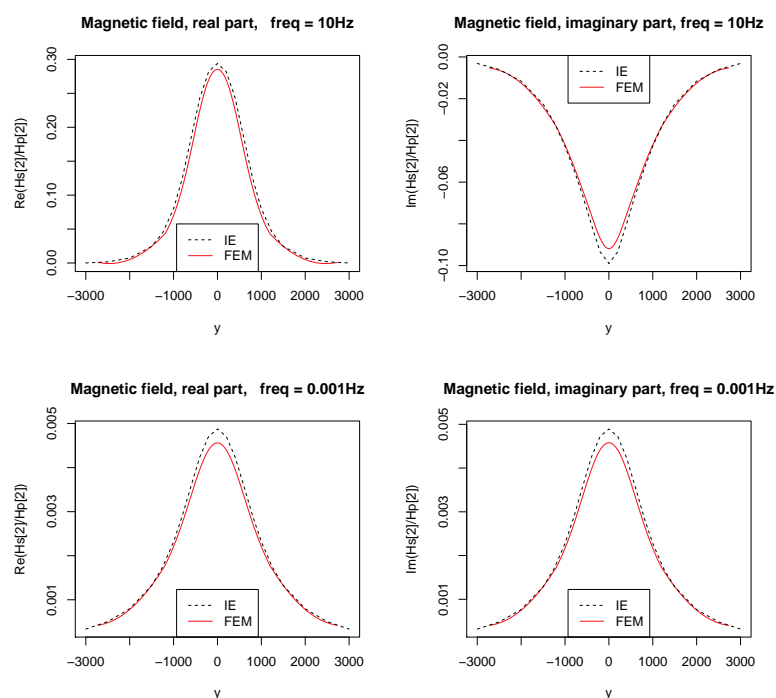 Magnetic field, real part,   freq = 10Hz
Re(Hs[2]/Hp[2])
0.30
0.20
0.10
0.00
IE
FEM
−3000 −1000 0 1000 2000 3000
y
Magnetic field, imaginary part, freq = 10Hz
Im(Hs[2]/Hp[2])
0.00
−0.02
−0.06
−0.10
IE
FEM
−3000 −1000 0 1000 2000 3000
y
Magnetic field, real part,   freq = 0.001Hz
Re(Hs[2]/Hp[2])
0.005
0.003
0.001
IE
FEM
−3000 −1000 0 1000 2000 3000
y
Magnetic field, imaginary part, freq = 0.001Hz
Im(Hs[2]/Hp[2])
0.005
0.003
0.001
IE
FEM
−3000 −1000 0 1000 2000 3000
y